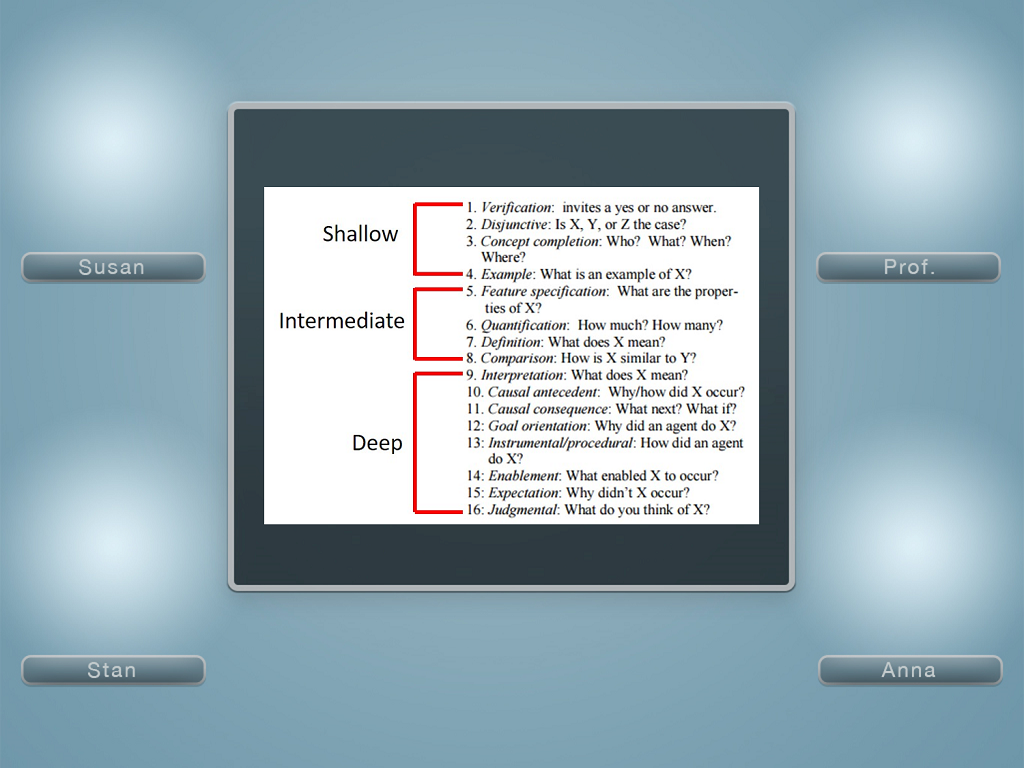 Susan
Prof.
Stan
Anna
Shallow
Intermediate
Deep
1. Verification: invites a yes or no answer.
2. Disjunctive: Is X, Y, or Z the case?
3. Concept completion: Who? What? When?
Where?
4. Example: What is an example of X?
5. Feature specification: What are the proper-
ties of X?
6. Quantification: How much? How many?
7. Definition: What does X mean?
8. Comparison: How is X similar to Y?
9. Interpretation: What does X mean?
10. Causal antecedent: Why/how did X occur?
11. Causal consequence: What next? What if?
12: Goal orientation: Why did an agent do X?
13: Instrumental/procedural: How did an agent
do X?
14: Enablement: What enabled X to occur?
15: Expectation: Why didn't X occur?
16: Judgmental: What do you think of X?